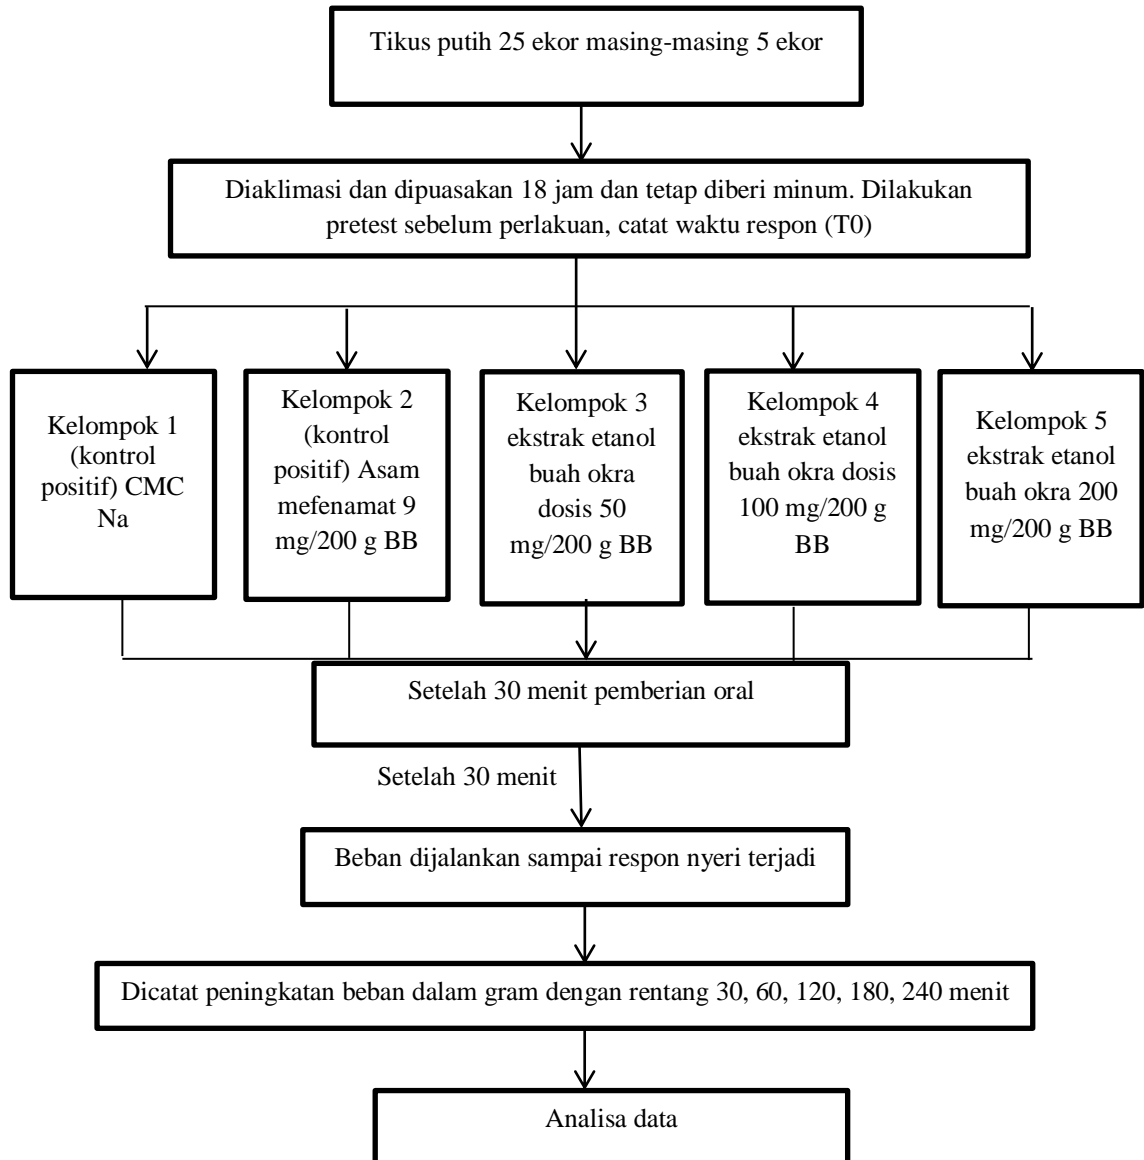 Tikus putih 25 ekor masing-masing 5 ekor
Diaklimasi dan dipuasakan 18 jam dan tetap diberi minum. Dilakukan
pretest sebelum perlakuan, catat waktu respon (T0)
Kelompok 1
(kontrol
positif) CMC
Na
Kelompok 2
(kontrol
positif) Asam
mefenamat 9
mg/200 g BB
Kelompok 3
ekstrak etanol
buah okra
dosis 50
mg/200 g BB
Kelompok 4
ekstrak etanol
buah okra dosis
100 mg/200 g
BB
Kelompok 5
ekstrak etanol
buah okra 200
mg/200 g BB
Setelah 30 menit pemberian oral
Setelah 30 menit
Beban dijalankan sampai respon nyeri terjadi
Dicatat peningkatan beban dalam gram dengan rentang 30, 60, 120, 180, 240 menit
Analisa data